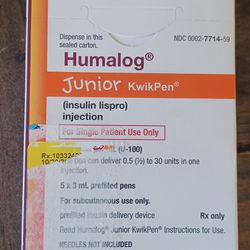 Dispense in this
sealed carton.
NDC 0002-7714-59
Humalog®
Junior KwikPen®
(insulin lispro)
injection
For Single Patient Use Only
mL (U-100)
Rx:
pen can deliver 0.5 (½) to 30 units in one
injection.
5 x 3 mL prefilled pens
For subcutaneous use only.
prefilled insulin delivery device
Rx only
Read Humalog® Junior KwikPen® Instructions for Use.
NEEDLES NOT INCLUDED